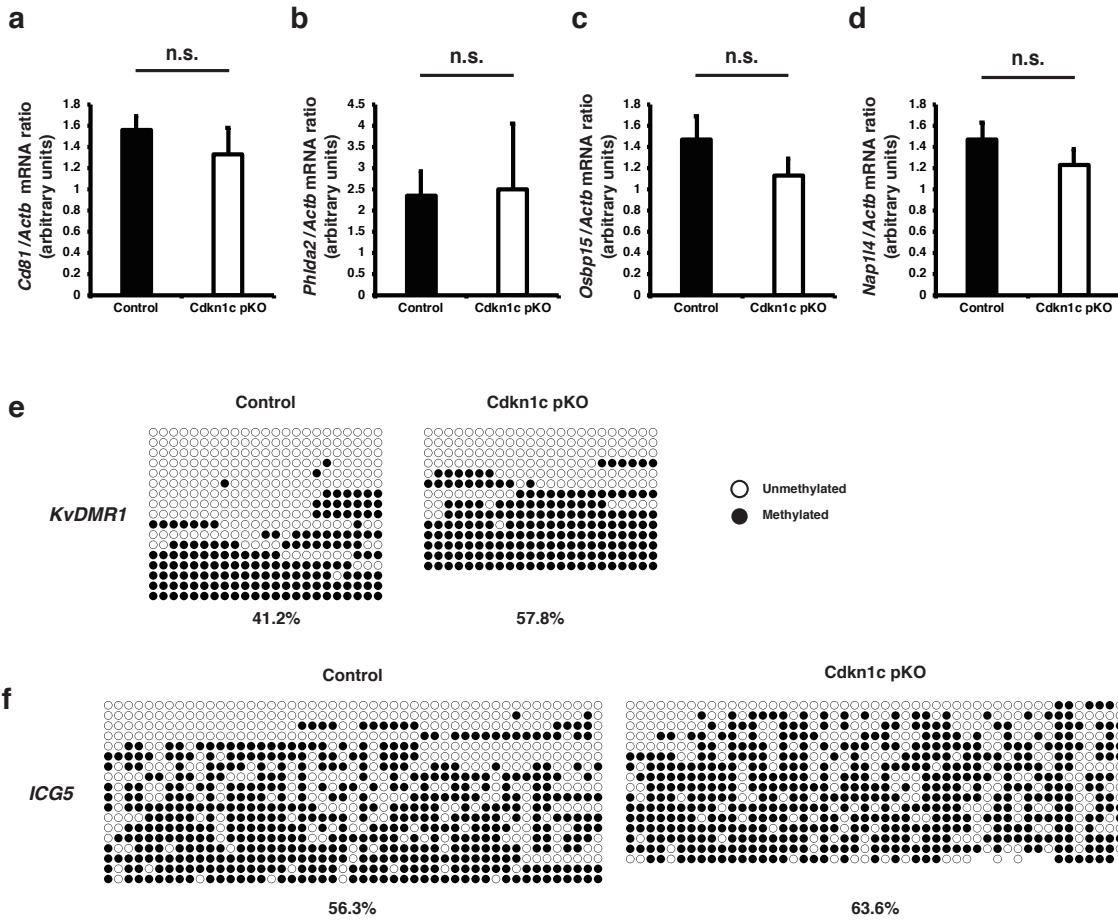 a
n.s.
Cd81/Actb mRNA ratio
(arbitrary units)
1.8
1.6
1.4
1.2
1
0.8
0.6
0.4
0.2
0
Control
Cdkn1c pKO
b
n.s.
Phlda2/Actb mRNA ratio
(arbitrary units)
4.5
4
3.5
3
2.5
2
1.5
1
0.5
0
Control
Cdkn1c pKO
c
n.s.
Osbp15/Actb mRNA ratio
(arbitrary units)
1.8
1.6
1.4
1.2
1
0.8
0.6
0.4
0.2
0
Control
Cdkn1c pKO
d
n.s.
Nap1l4/Actb mRNA ratio
(arbitrary units)
1.8
1.6
1.4
1.2
1
0.8
0.6
0.4
0.2
0
Control
Cdkn1c pKO
e
Control
Cdkn1c pKO
KvDMR1
Unmethylated
Methylated
41.2%
57.8%
f
Control
Cdkn1c pKO
ICG5
56.3%
63.6%